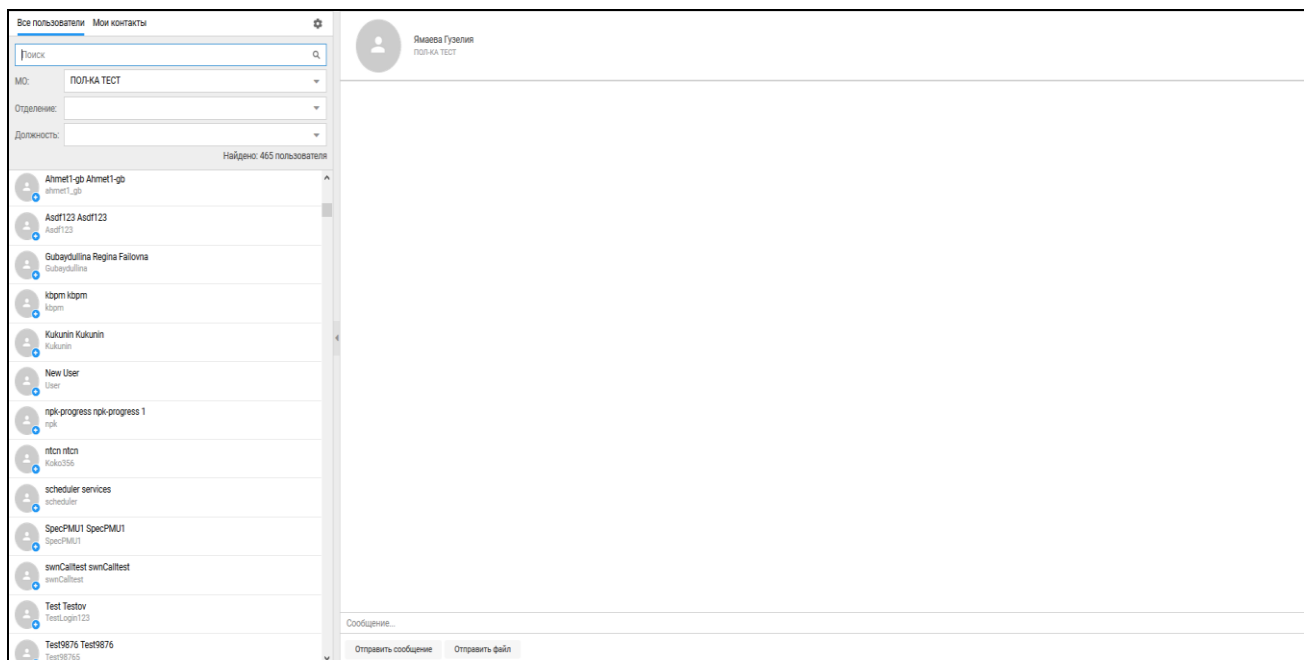 Все пользователи Мои контакты
Поиск
МО: ПОЛ-КА ТЕСТ
Отделение:
Должность:
Найдено: 465 пользователя
Ahmet1-gb Ahmet1-gb
ahmet1_gb
Asdf123 Asdf123
Asdf123
Gubaydullina Regina Failovna
Gubaydullina
kbpm kbpm
kbpm
Kukunin Kukunin
Kukunin
New User
User
npk-progress npk-progress 1
npk
ntcn ntcn
Koko356
scheduler services
scheduler
SpecPMU1 SpecPMU1
SpecPMU1
swnCalltest swnCalltest
swnCalltest
Test Testov
TestLogin123
Test9876 Test9876
Test98765
Ямаева Гузелия
ПОЛ-КА ТЕСТ
Сообщение...
Отправить сообщение Отправить файл